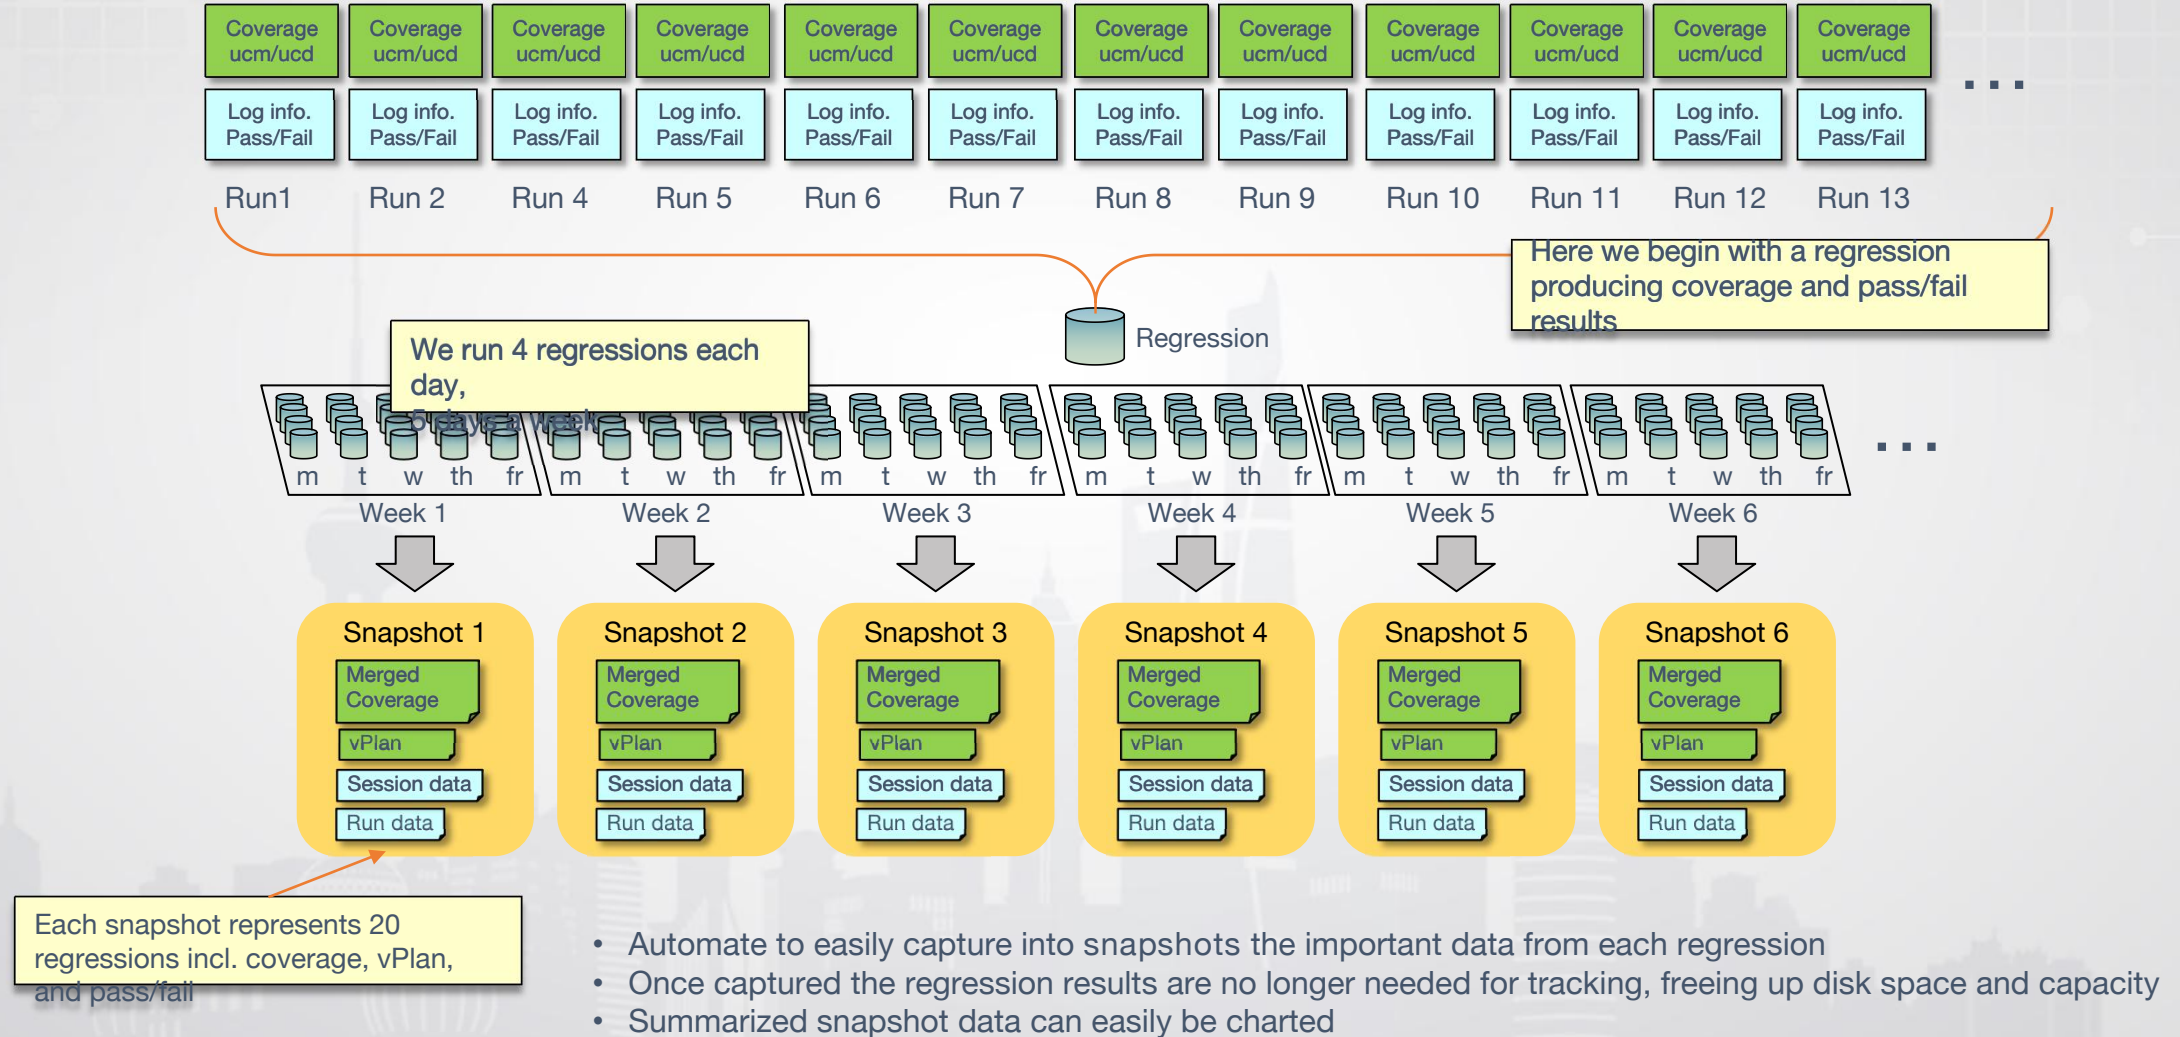 Coverage Coverage Coverage Coverage Coverage Coverage Coverage Coverage Coverage Coverage Coverage Coverage
ucm/ucd ucm/ucd ucm/ucd ucm/ucd ucm/ucd ucm/ucd ucm/ucd ucm/ucd ucm/ucd ucm/ucd ucm/ucd ucm/ucd
...
Log info. Log info. Log info. Log info. Log info. Log info. Log info. Log info. Log info. Log info. Log info. Log info.
Pass/Fail Pass/Fail Pass/Fail Pass/Fail Pass/Fail Pass/Fail Pass/Fail Pass/Fail Pass/Fail Pass/Fail Pass/Fail Pass/Fail
Run1 Run 2 Run 4 Run 5 Run 6 Run 7 Run 8 Run 9 Run 10 Run 11 Run 12 Run 13
Here we begin with a regression
producing coverage and pass/fail
results
Regression
We run 4 regressions each
day,
5 days a week
m t w th fr m t w th fr m t w th fr m t w th fr m t w th fr m t w th fr
...
Week 1 Week 2 Week 3 Week 4 Week 5 Week 6
Snapshot 1 Snapshot 2 Snapshot 3 Snapshot 4 Snapshot 5 Snapshot 6
Merged Merged Merged Merged Merged Merged
Coverage Coverage Coverage Coverage Coverage Coverage
vPlan vPlan vPlan vPlan vPlan vPlan
Session data Session data Session data Session data Session data Session data
Run data Run data Run data Run data Run data Run data
Each snapshot represents 20
regressions incl. coverage, vPlan,
and pass/fail
• Automate to easily capture into snapshots the important data from each regression
• Once captured the regression results are no longer needed for tracking, freeing up disk space and capacity
• Summarized snapshot data can easily be charted